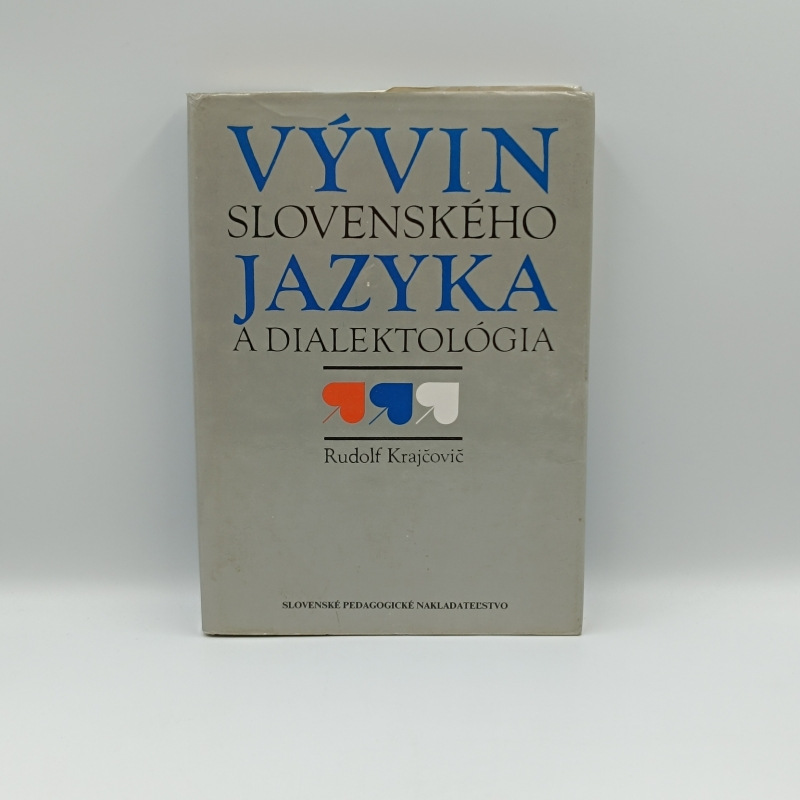 VÝVIN
SLOVENSKÉHO
JAZYKA
A DIALEKTOLÓGIA
Rudolf Krajčovič
SLOVENSKÉ PEDAGOGICKÉ NAKLADATEĽSTVO